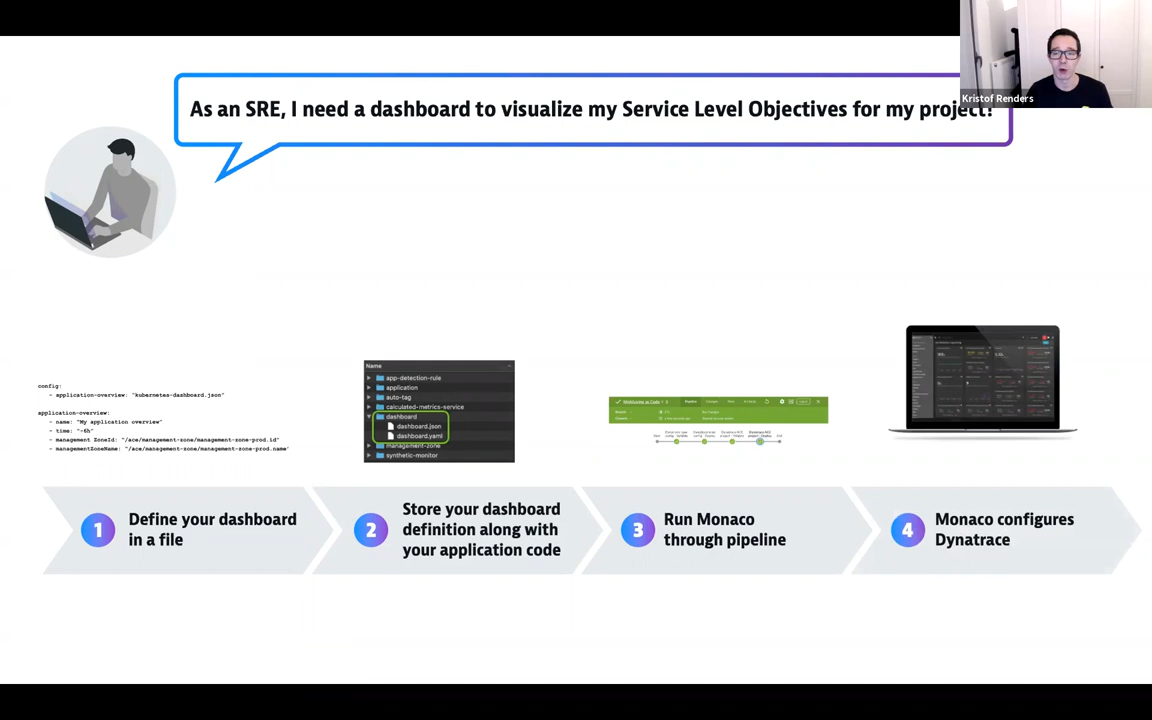 Kristof Renders
As an SRE, I need a dashboard to visualize my Service Level Objectives for my project!
config:
- application-overview: "kubernetes-dashboard.json"
application-overview:
- name: "My application overview"
- time: "-6h"
- management ZoneId: "/ace/management-zone/management-zone-prod.id"
- managementZoneName: "/ace/management-zone/management-zone-prod.name"
Name
app-detection-rule
application
auto-tag
calculated-metrics-service
dashboard
dashboard.json
dashboard.yaml
management-zone
synthetic-monitor
Pipeline
1
Define your dashboard
in a file
2
Store your dashboard
definition along with
your application code
3
Run Monaco
through pipeline
4
Monaco configures
Dynatrace